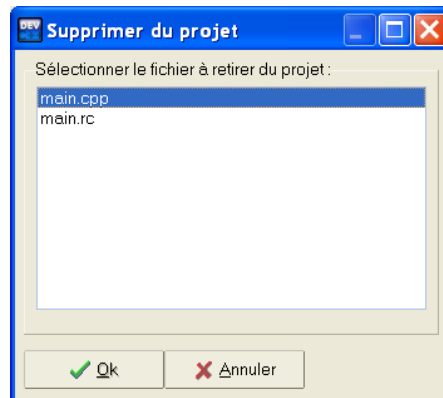 DEV
Supprimer du projet
Sélectionner le fichier à retirer du projet :
main.cpp
main.rc
Ok
Annuler